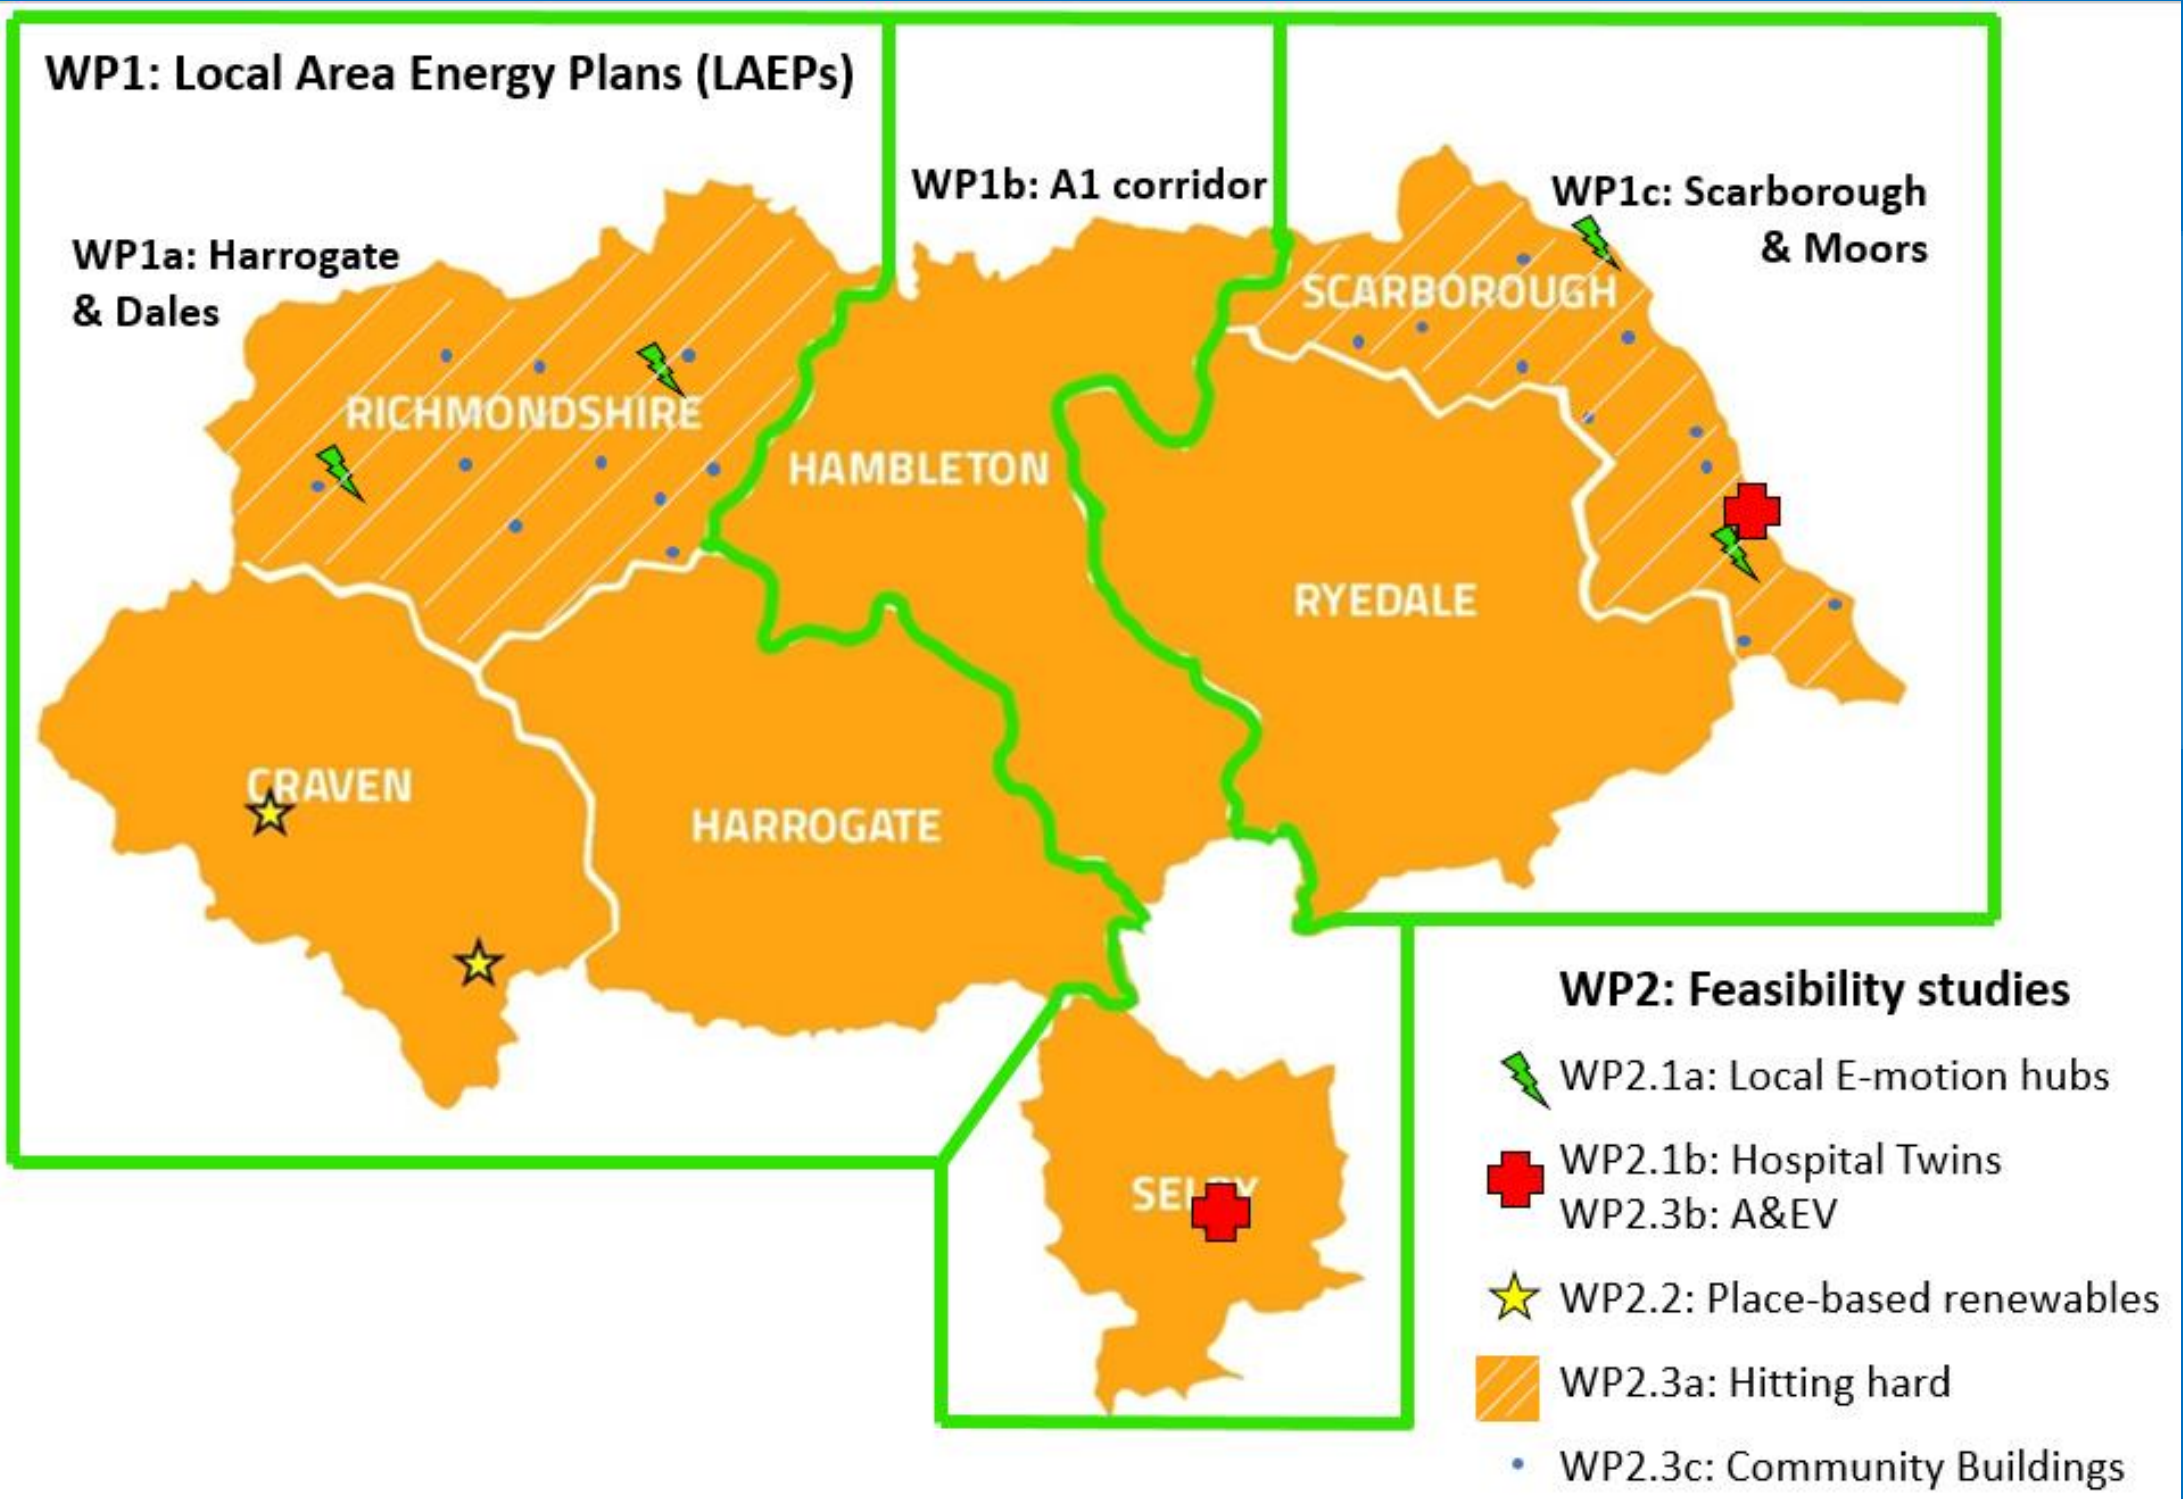 WP1: Local Area Energy Plans (LAEPs)
WP1b: A1 corridor
WP1c: Scarborough
& Moors
WP1a: Harrogate
& Dales
SCARBOROUGH
RICHMONDSHIRE
HAMBLETON
RYEDALE
CRAVEN
HARROGATE
SELBY
WP2: Feasibility studies
WP2.1a: Local E-motion hubs
WP2.1b: Hospital Twins
WP2.3b: A&EV
WP2.2: Place-based renewables
WP2.3a: Hitting hard
WP2.3c: Community Buildings